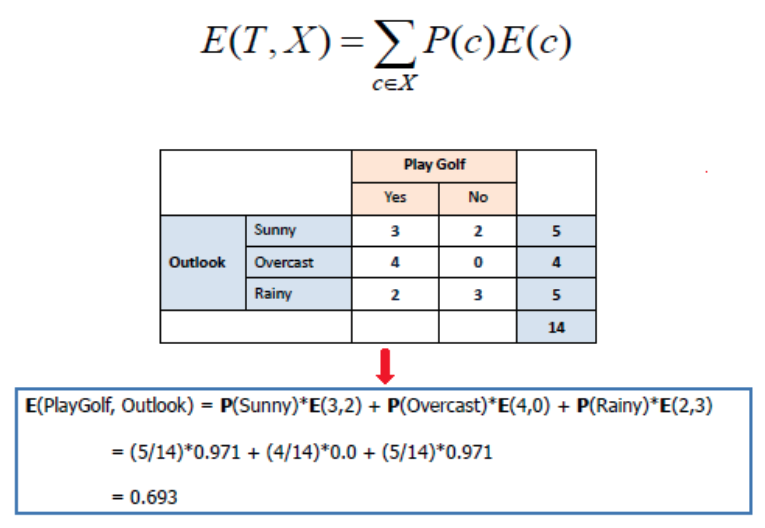 E(T, X) = ∑ P(c)E(c)
c∈X
Play Golf
Yes No
Sunny 3 2 5
Outlook Overcast 4 0 4
Rainy 2 3 5
14
E(PlayGolf, Outlook) = P(Sunny)*E(3,2) + P(Overcast)*E(4,0) + P(Rainy)*E(2,3)
= (5/14)*0.971 + (4/14)*0.0 + (5/14)*0.971
= 0.693